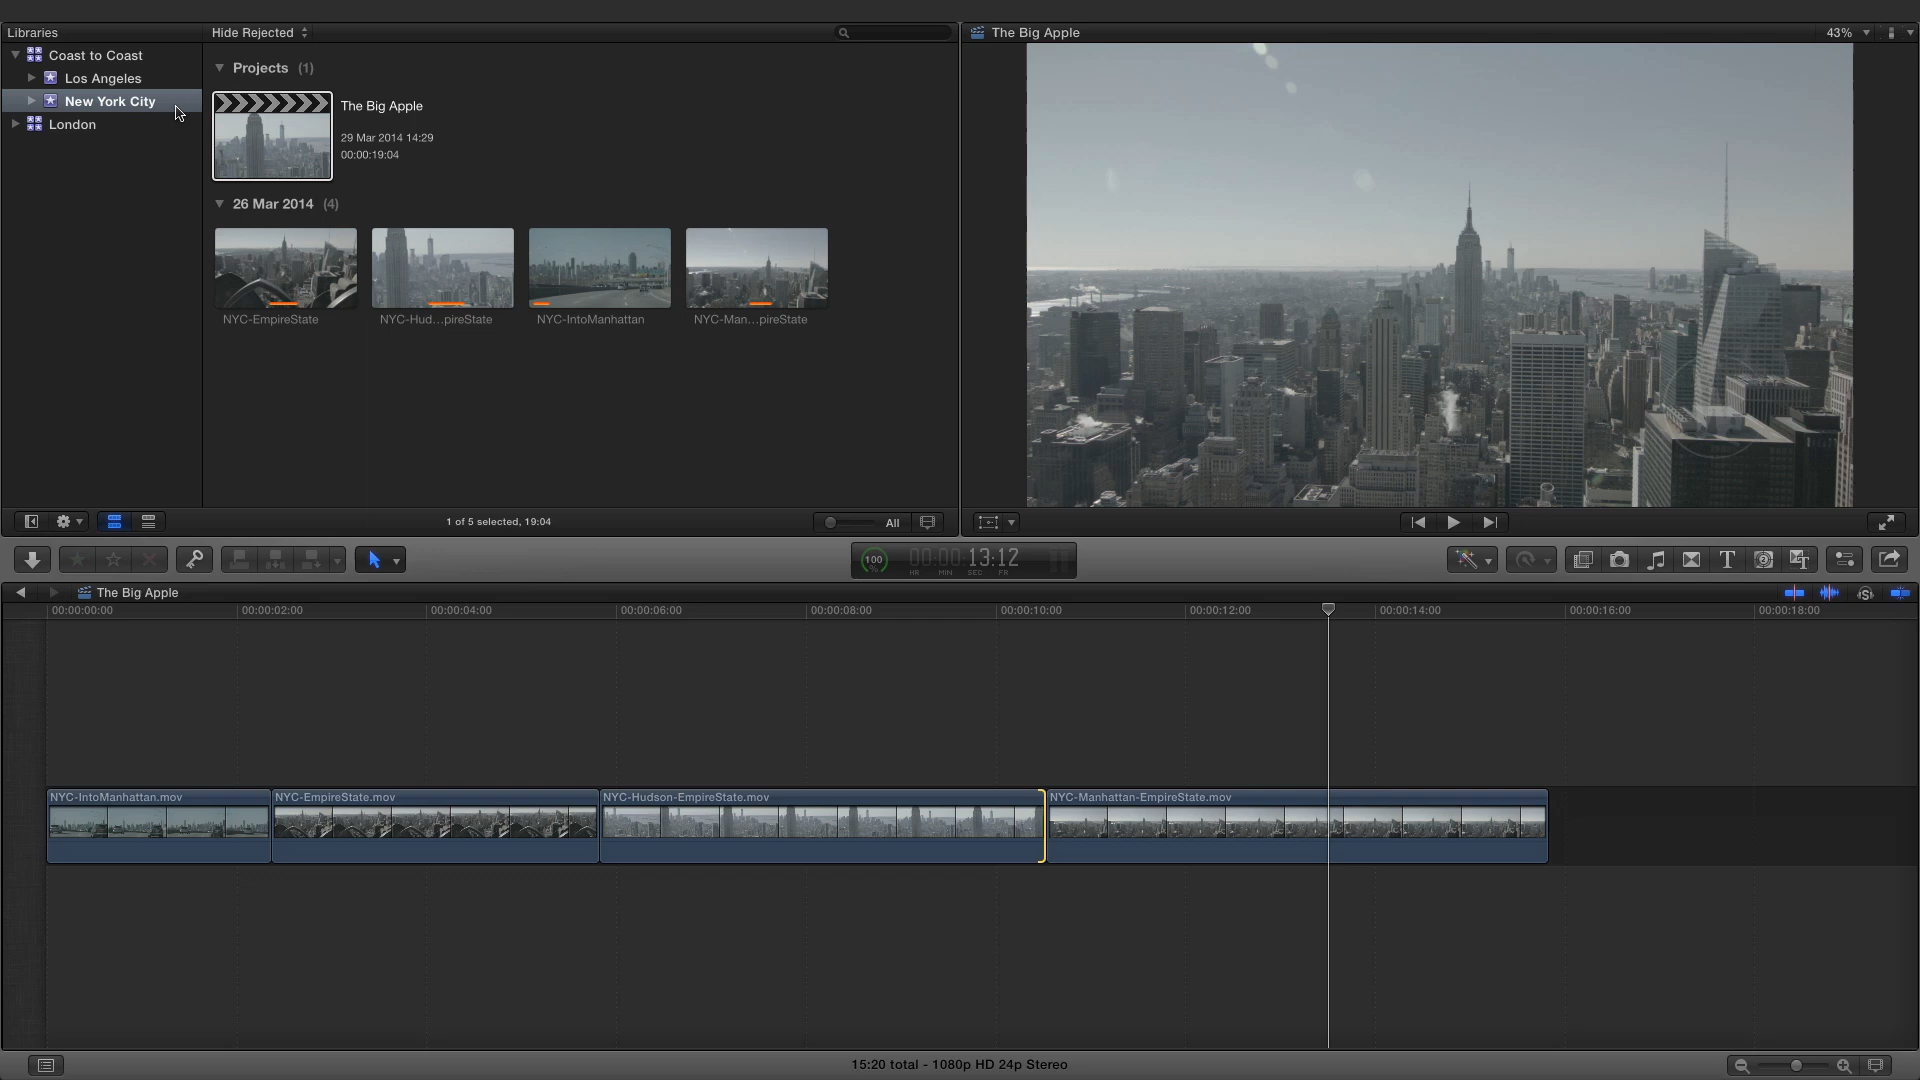 Libraries
Hide Rejected
The Big Apple
43%
Coast to Coast
Los Angeles
New York City
London
Projects (1)
The Big Apple
29 Mar 2014 14:29
00:00:19:04
26 Mar 2014 (4)
NYC-EmpireState
NYC-Hud...pireState
NYC-IntoManhattan
NYC-Man...pireState
1 of 5 selected, 19:04
All
100
%
00:00:13:12
HR MIN SEC FR
The Big Apple
00:00:00:00
00:00:02:00
00:00:04:00
00:00:06:00
00:00:08:00
00:00:10:00
00:00:12:00
00:00:14:00
00:00:16:00
00:00:18:00
NYC-IntoManhattan.mov
NYC-EmpireState.mov
NYC-Hudson-EmpireState.mov
NYC-Manhattan-EmpireState.mov
15:20 total - 1080p HD 24p Stereo